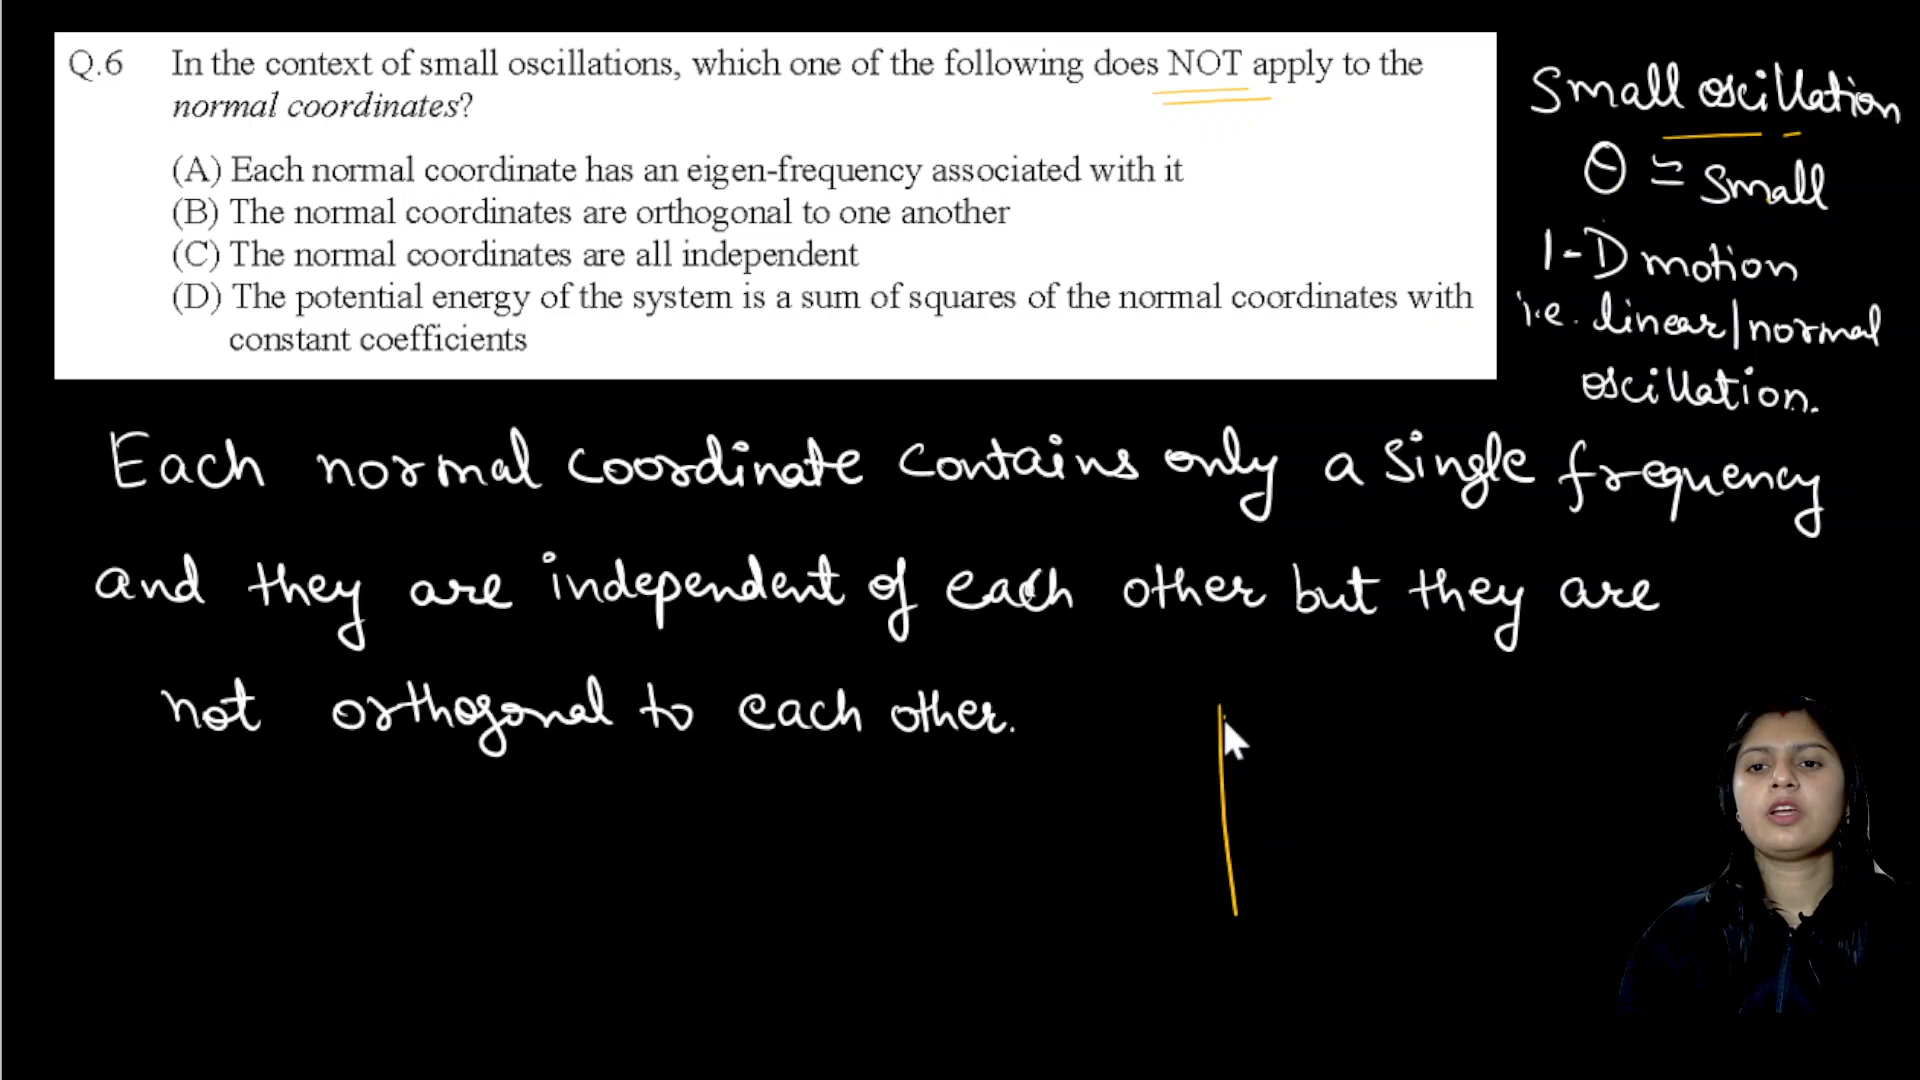 Q.6 In the context of small oscillations, which one of the following does NOT apply to the
normal coordinates?
(A) Each normal coordinate has an eigen-frequency associated with it
(B) The normal coordinates are orthogonal to one another
(C) The normal coordinates are all independent
(D) The potential energy of the system is a sum of squares of the normal coordinates with
constant coefficients
Small oscillation
θ ≃ small
1-D motion
i.e. linear/normal
oscillation.
Each normal coordinate contains only a single frequency
and they are independent of each other but they are
not orthogonal to each other.